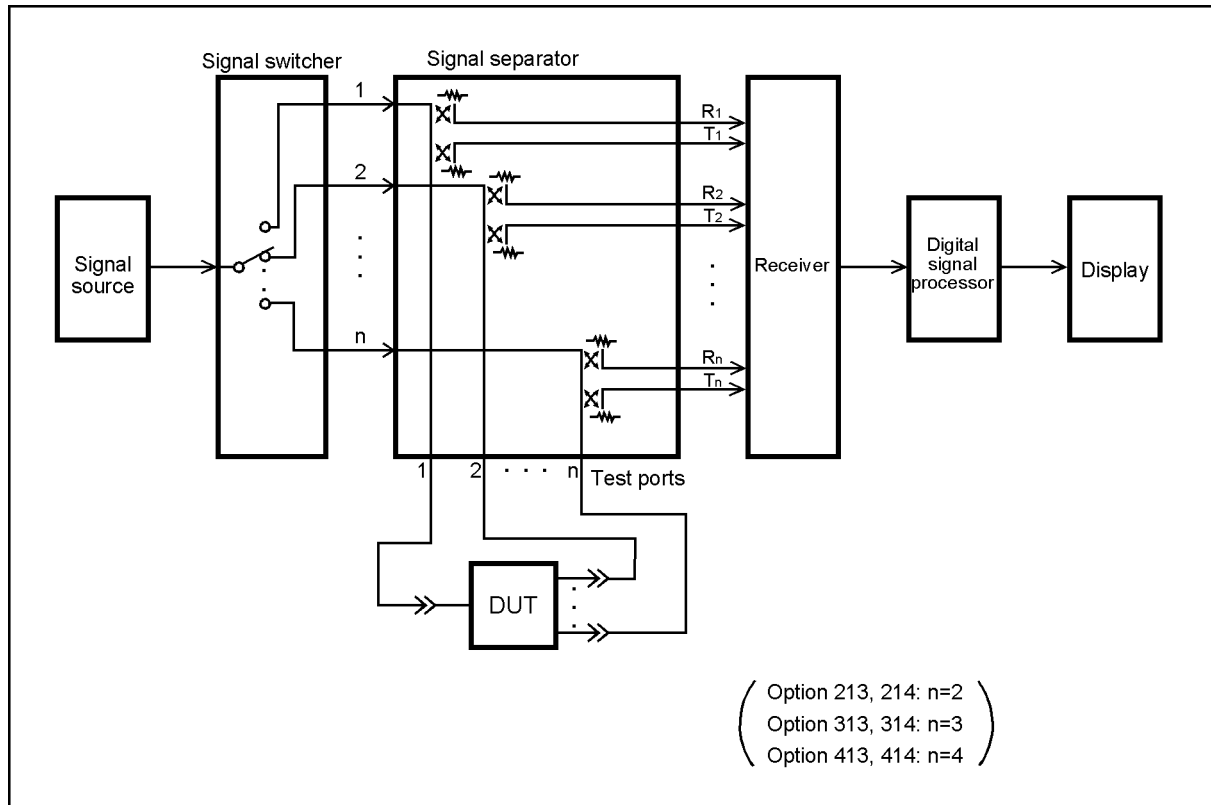 Signal switcher
Signal separator
1
2
n
R1
T1
R2
T2
Rn
Tn
Signal
source
Receiver
Digital
signal
processor
Display
1
2
n
Test ports
DUT
Option 213, 214: n=2
Option 313, 314: n=3
Option 413, 414: n=4